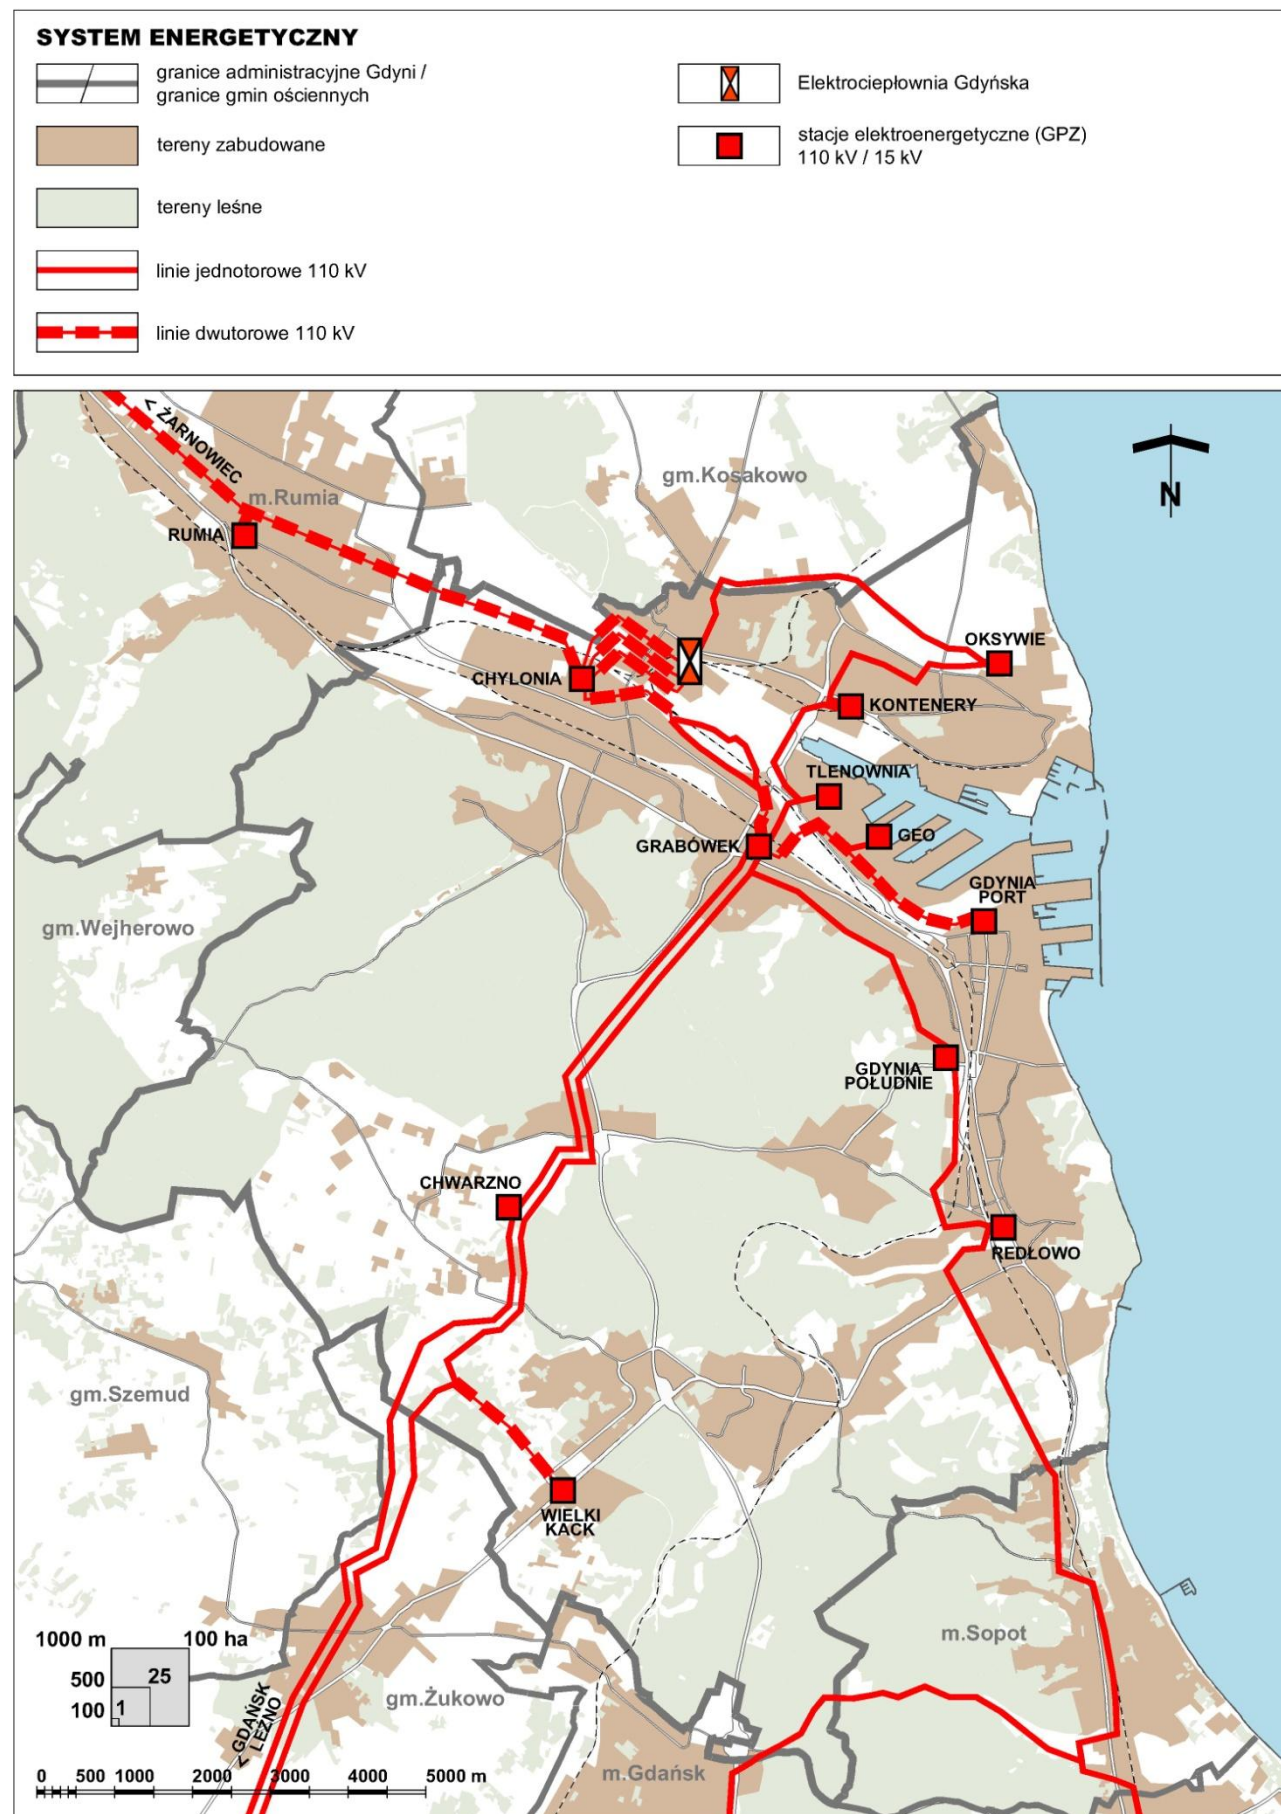 SYSTEM ENERGETYCZNY
granice administracyjne Gdyni /
granice gmin ościennych
tereny zabudowane
tereny leśne
linie jednotorowe 110 kV
linie dwutorowe 110 kV
Elektrociepłownia Gdyńska
stacje elektroenergetyczne (GPZ)
110 kV / 15 kV
< ŻARNOWIEC
m.Rumia
gm.Kosakowo
N
RUMIA
OKSYWIE
CHYLONIA
KONTENERY
TLENOWNIA
GEO
GRABÓWEK
GDYNIA
PORT
gm.Wejherowo
GDYNIA
POŁUDNIE
CHWARZNO
REDŁOWO
gm.Szemud
WIELKI
KACK
m.Sopot
1000 m
100 ha
500
25
100
1
gm.Żukowo
< GDAŃSK
LEŹNO
m.Gdańsk
0
500
1000
2000
3000
4000
5000 m